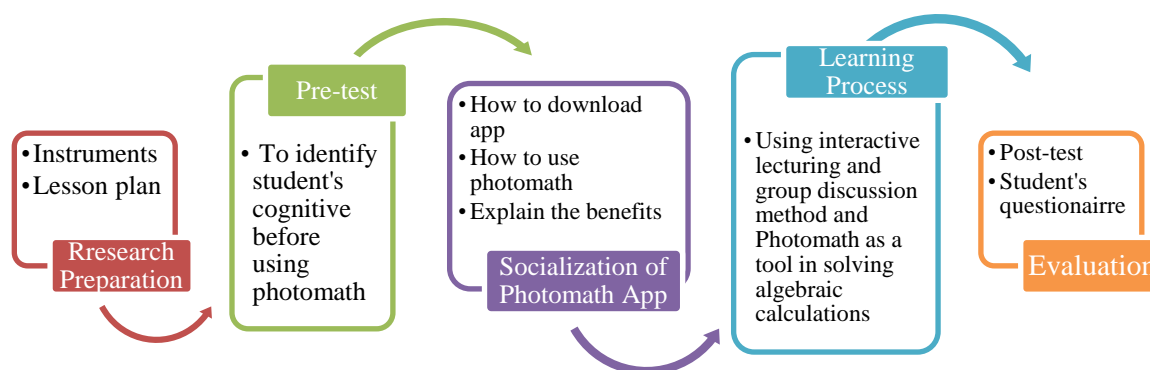 • Instruments
• Lesson plan
Rresearch
Preparation
Pre-test
• To identify
student's
cognitive
before
using
photomath
• How to download
app
• How to use
photomath
• Explain the benefits
Socialization of
Photomath App
Learning
Process
• Using interactive
lecturing and
group discussion
method and
Photomath as a
tool in solving
algebraic
calculations
• Post-test
• Student's
questionairre
Evaluation